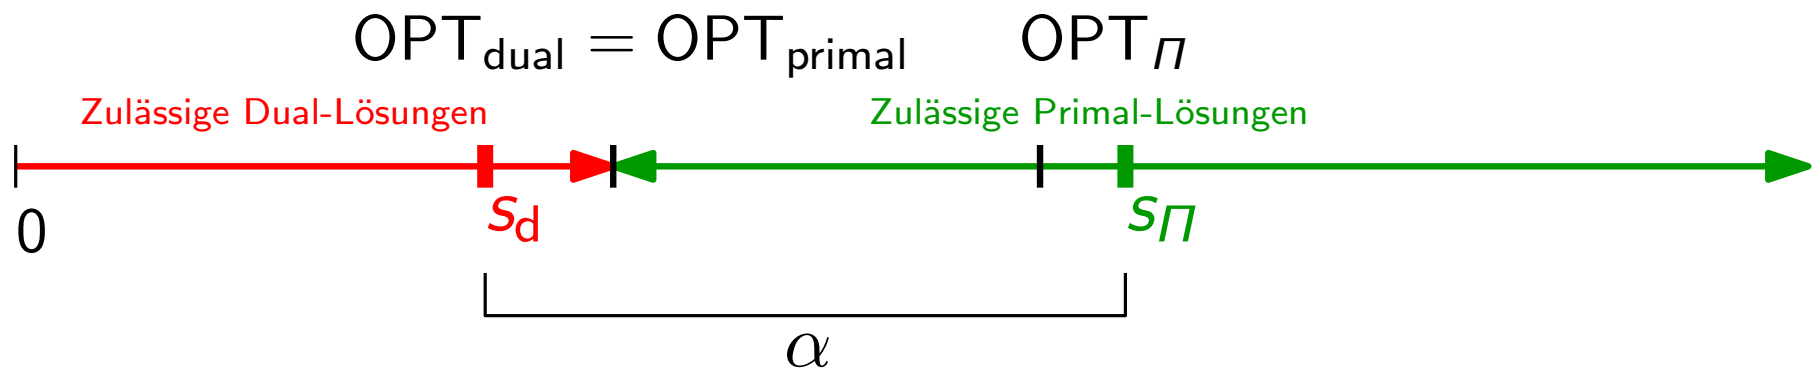 OPT_dual = OPT_primal OPT_Π
Zulässige Dual-Lösungen Zulässige Primal-Lösungen
0 s_d s_Π
α